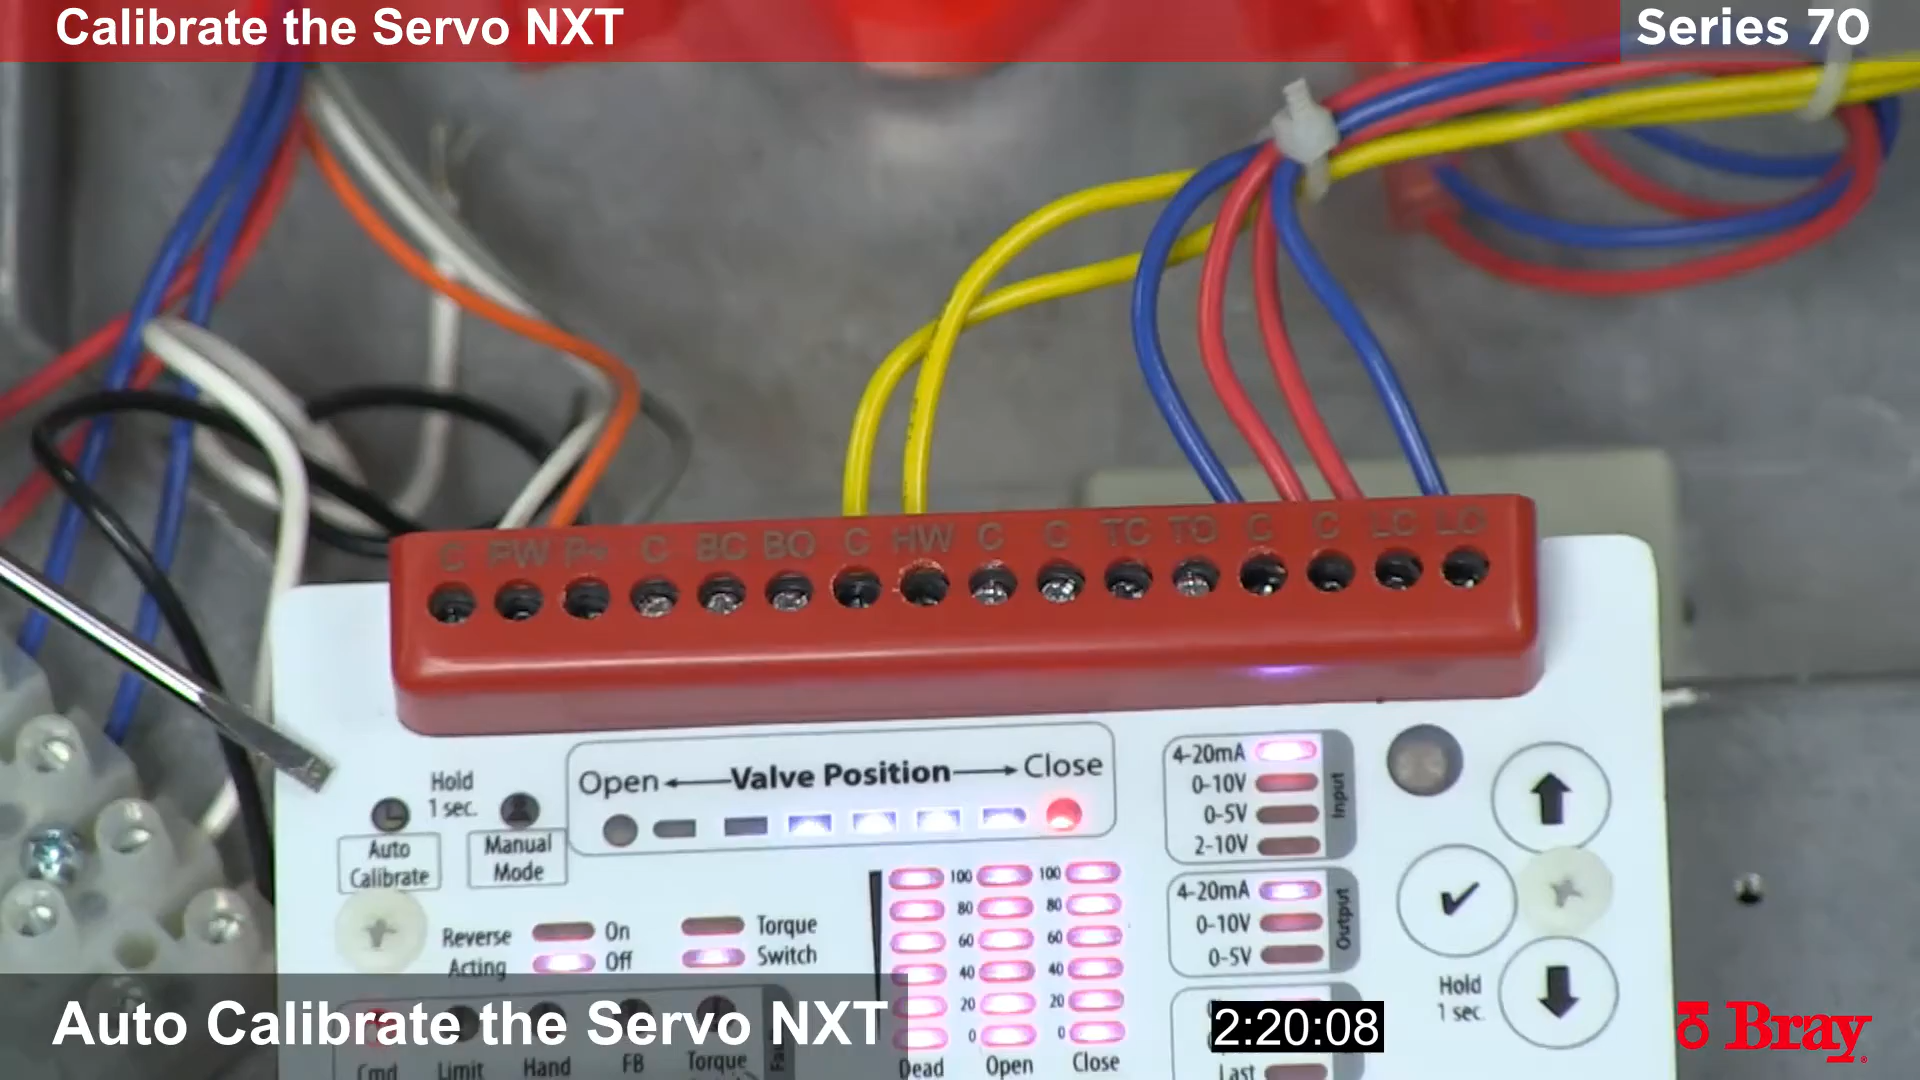 Calibrate the Servo NXT
Series 70
C PW P+ C BC BO C HW C C TC TO C C LC LO
Open Valve Position Close
Hold
1 sec.
Auto
Calibrate
Manual
Mode
4-20mA
0-10V
0-5V
2-10V
Input
Reverse
Acting
On
Off
Torque
Switch
100 100
80 80
60 60
40 40
20 20
0 0
Dead Open Close
4-20mA
0-10V
0-5V
Output
Hold
1 sec.
Cmd Limit Hand FB Torque
Last
Auto Calibrate the Servo NXT
2:20:08
Bray